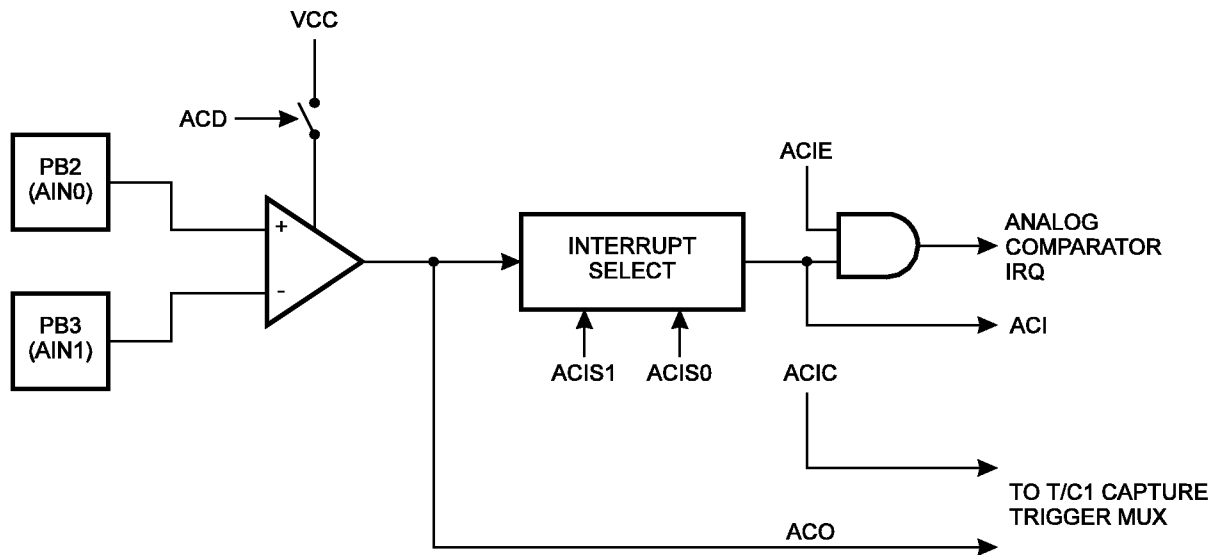 VCC
ACD
PB2
(AIN0)
+
-
PB3
(AIN1)
INTERRUPT
SELECT
ACIS1
ACIS0
ACIE
ANALOG
COMPARATOR
IRQ
ACI
ACIC
TO T/C1 CAPTURE
TRIGGER MUX
ACO